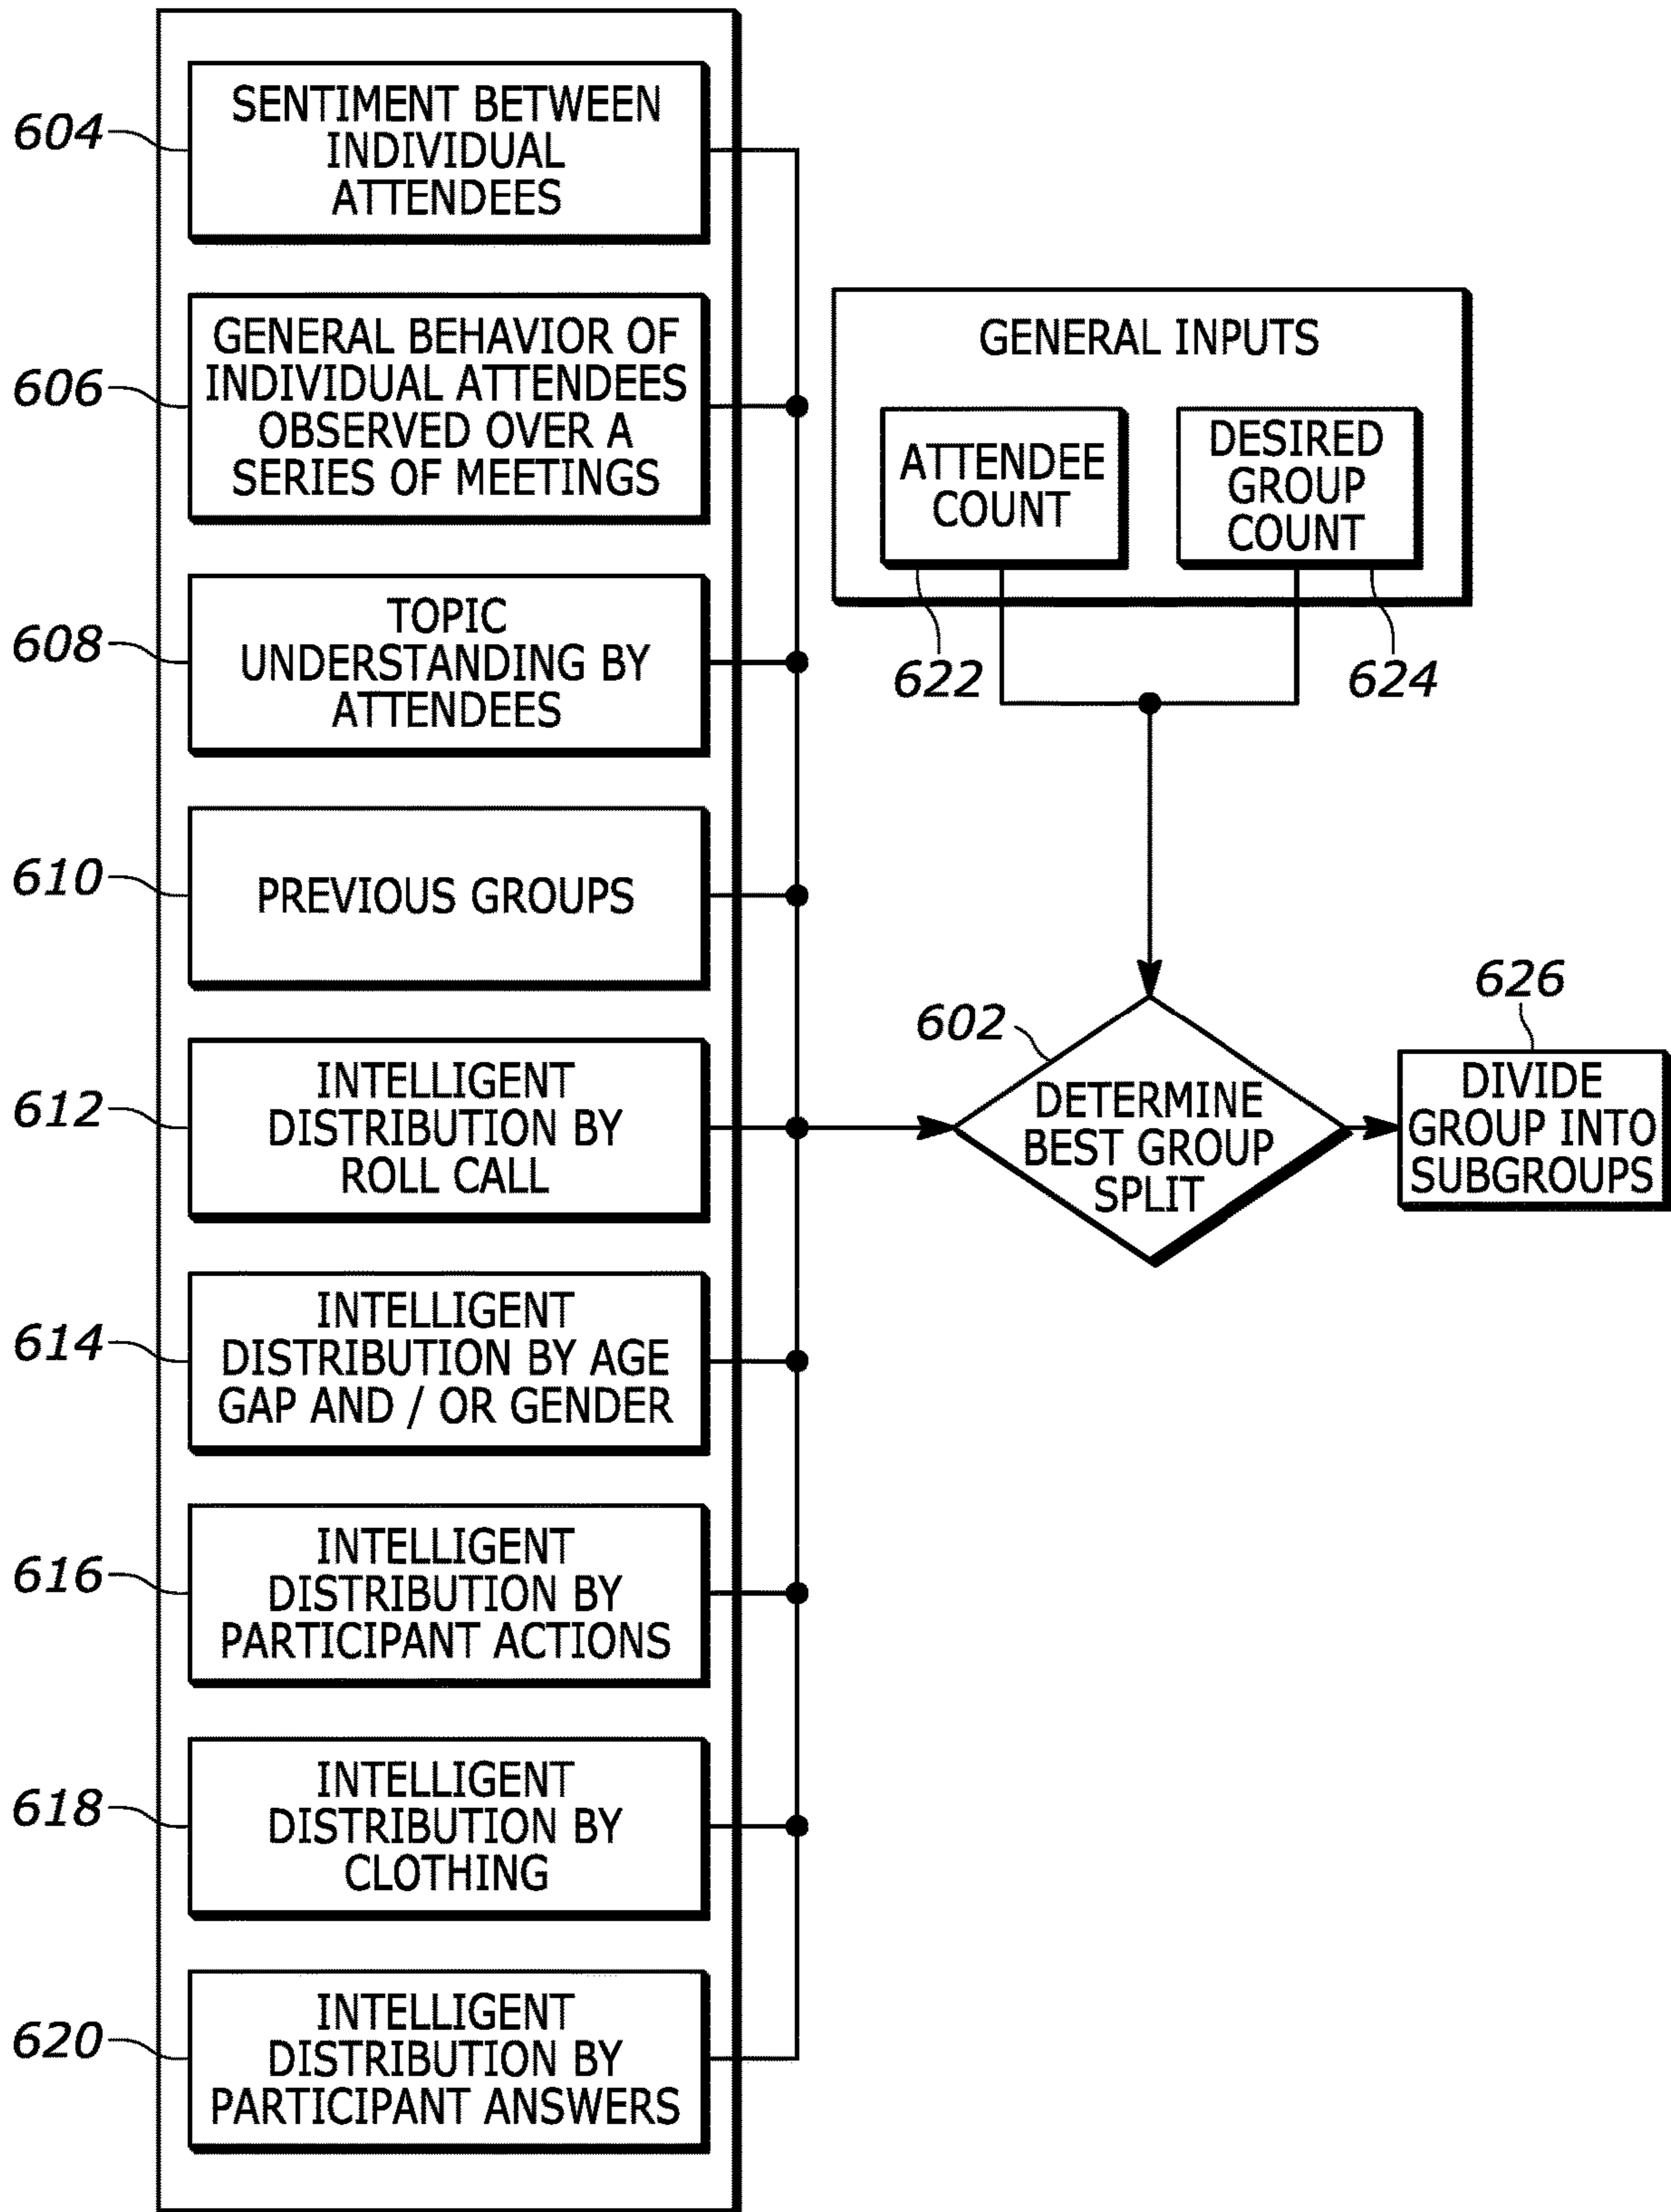 604
SENTIMENT BETWEEN
INDIVIDUAL
ATTENDEES
606
GENERAL BEHAVIOR OF
INDIVIDUAL ATTENDEES
OBSERVED OVER A
SERIES OF MEETINGS
608
TOPIC
UNDERSTANDING BY
ATTENDEES
610
PREVIOUS GROUPS
612
INTELLIGENT
DISTRIBUTION BY
ROLL CALL
614
INTELLIGENT
DISTRIBUTION BY AGE
GAP AND / OR GENDER
616
INTELLIGENT
DISTRIBUTION BY
PARTICIPANT ACTIONS
618
INTELLIGENT
DISTRIBUTION BY
CLOTHING
620
INTELLIGENT
DISTRIBUTION BY
PARTICIPANT ANSWERS
GENERAL INPUTS
ATTENDEE
COUNT
DESIRED
GROUP
COUNT
622
624
602
DETERMINE
BEST GROUP
SPLIT
626
DIVIDE
GROUP INTO
SUBGROUPS